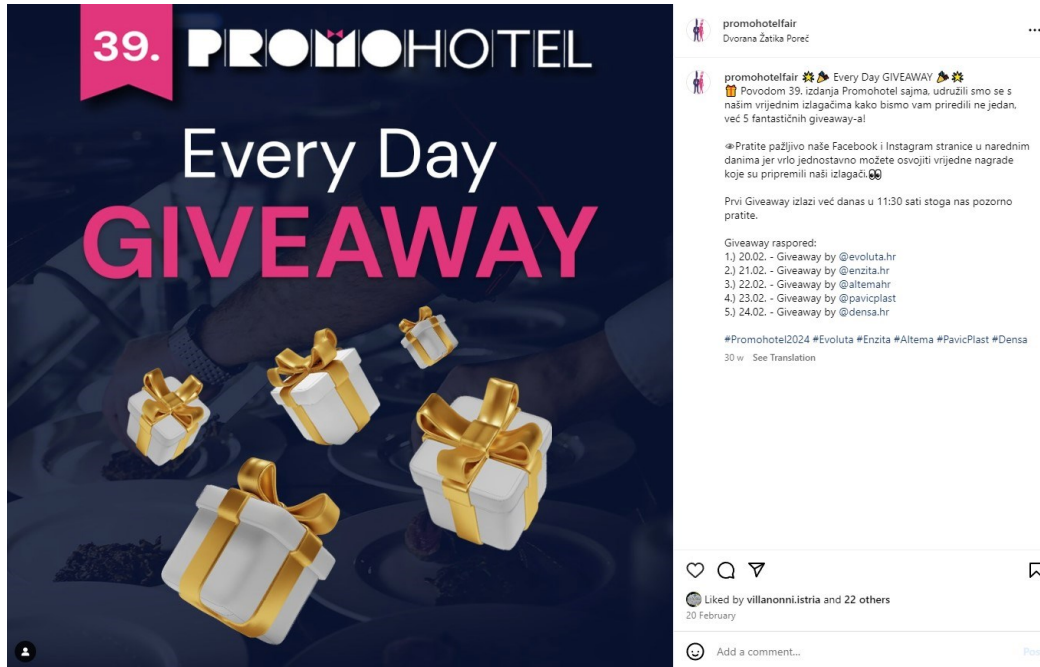 39. PROMOHOTEL
Every Day
GIVEAWAY
promohotelfair
Dvorana Žatika Poreč
promohotelfair 💥🎉 Every Day GIVEAWAY 🎉💥
🎁 Povodom 39. izdanja Promohotel sajma, udružili smo se s
našim vrijednim izlagačima kako bismo vam priredili ne jedan,
već 5 fantastičnih giveaway-a!
👁Pratite pažljivo naše Facebook i Instagram stranice u narednim
danima jer vrlo jednostavno možete osvojiti vrijedne nagrade
koje su pripremili naši izlagači.👀
Prvi Giveaway izlazi već danas u 11:30 sati stoga nas pozorno
pratite.
Giveaway raspored:
1.) 20.02. - Giveaway by @evoluta.hr
2.) 21.02. - Giveaway by @enzita.hr
3.) 22.02. - Giveaway by @altemahr
4.) 23.02. - Giveaway by @pavicplast
5.) 24.02. - Giveaway by @densa.hr
#Promohotel2024 #Evoluta #Enzita #Altema #PavicPlast #Densa
30 w See Translation
Liked by villanonni.istria and 22 others
20 February
Add a comment...